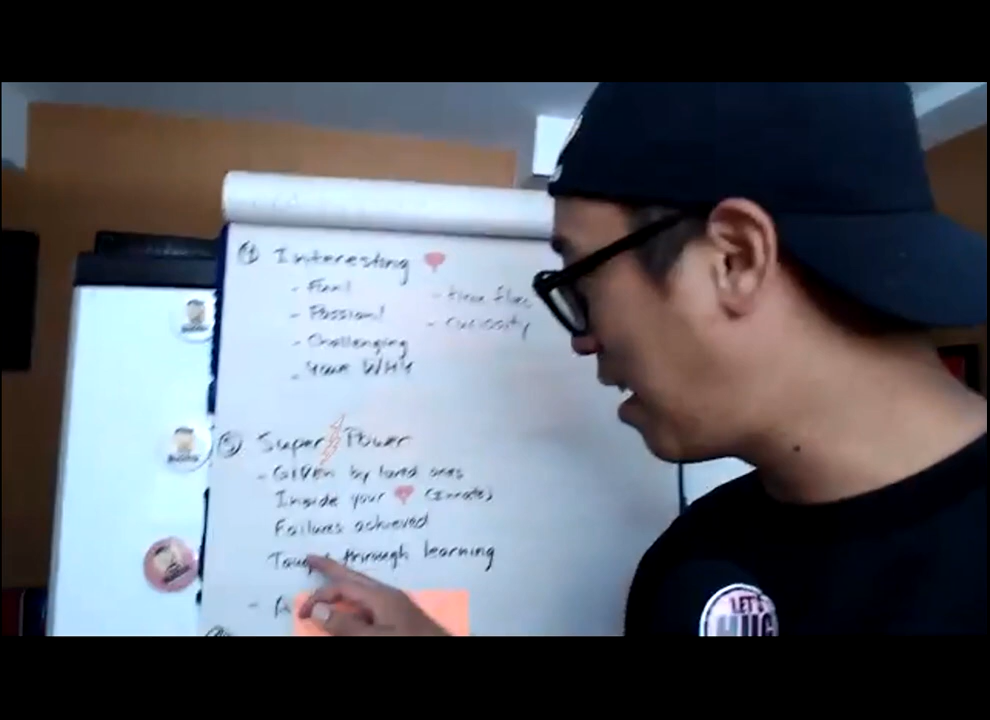 ④ Interesting
- Fun!
- Passion!
- Challenging
- Your WHY
- time flies
- curiosity
⑤ Super Power
- GIVEN by loved ones
Inside your (Innate)
Failures achieved
Taught through learning
LET'S
HUG